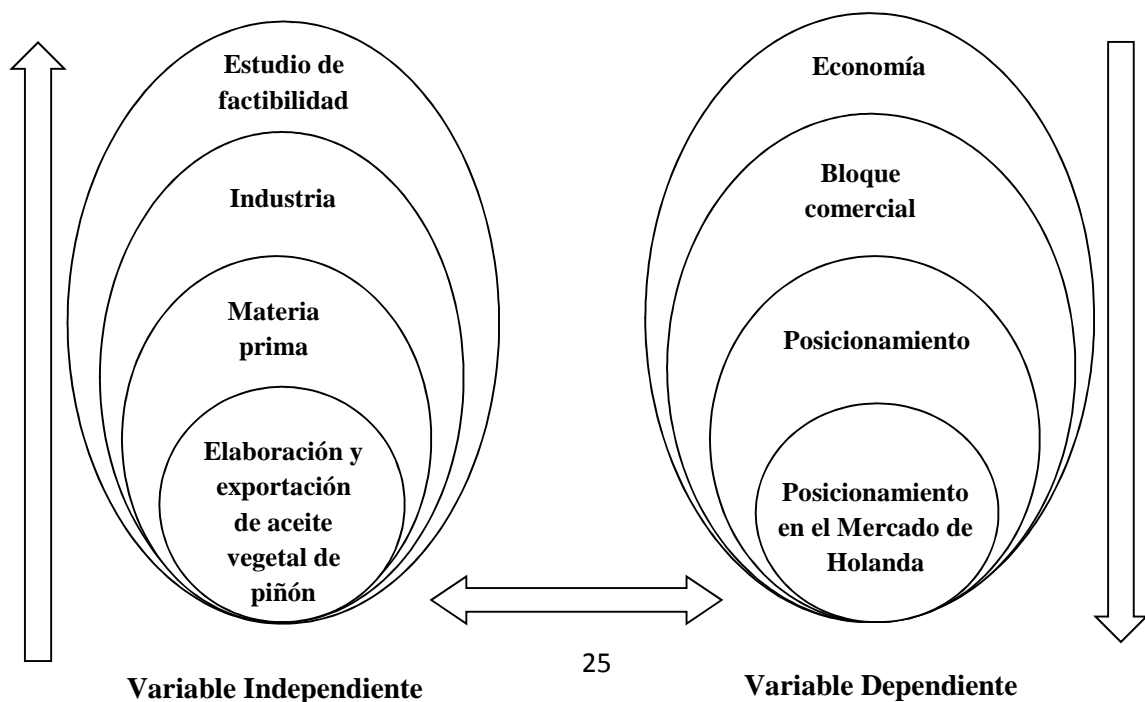 Estudio de
factibilidad
Industria
Materia
prima
Elaboración y
exportación
de aceite
vegetal de
piñón
Variable Independiente
Economía
Bloque
comercial
Posicionamiento
Posicionamiento
en el Mercado de
Holanda
Variable Dependiente
25